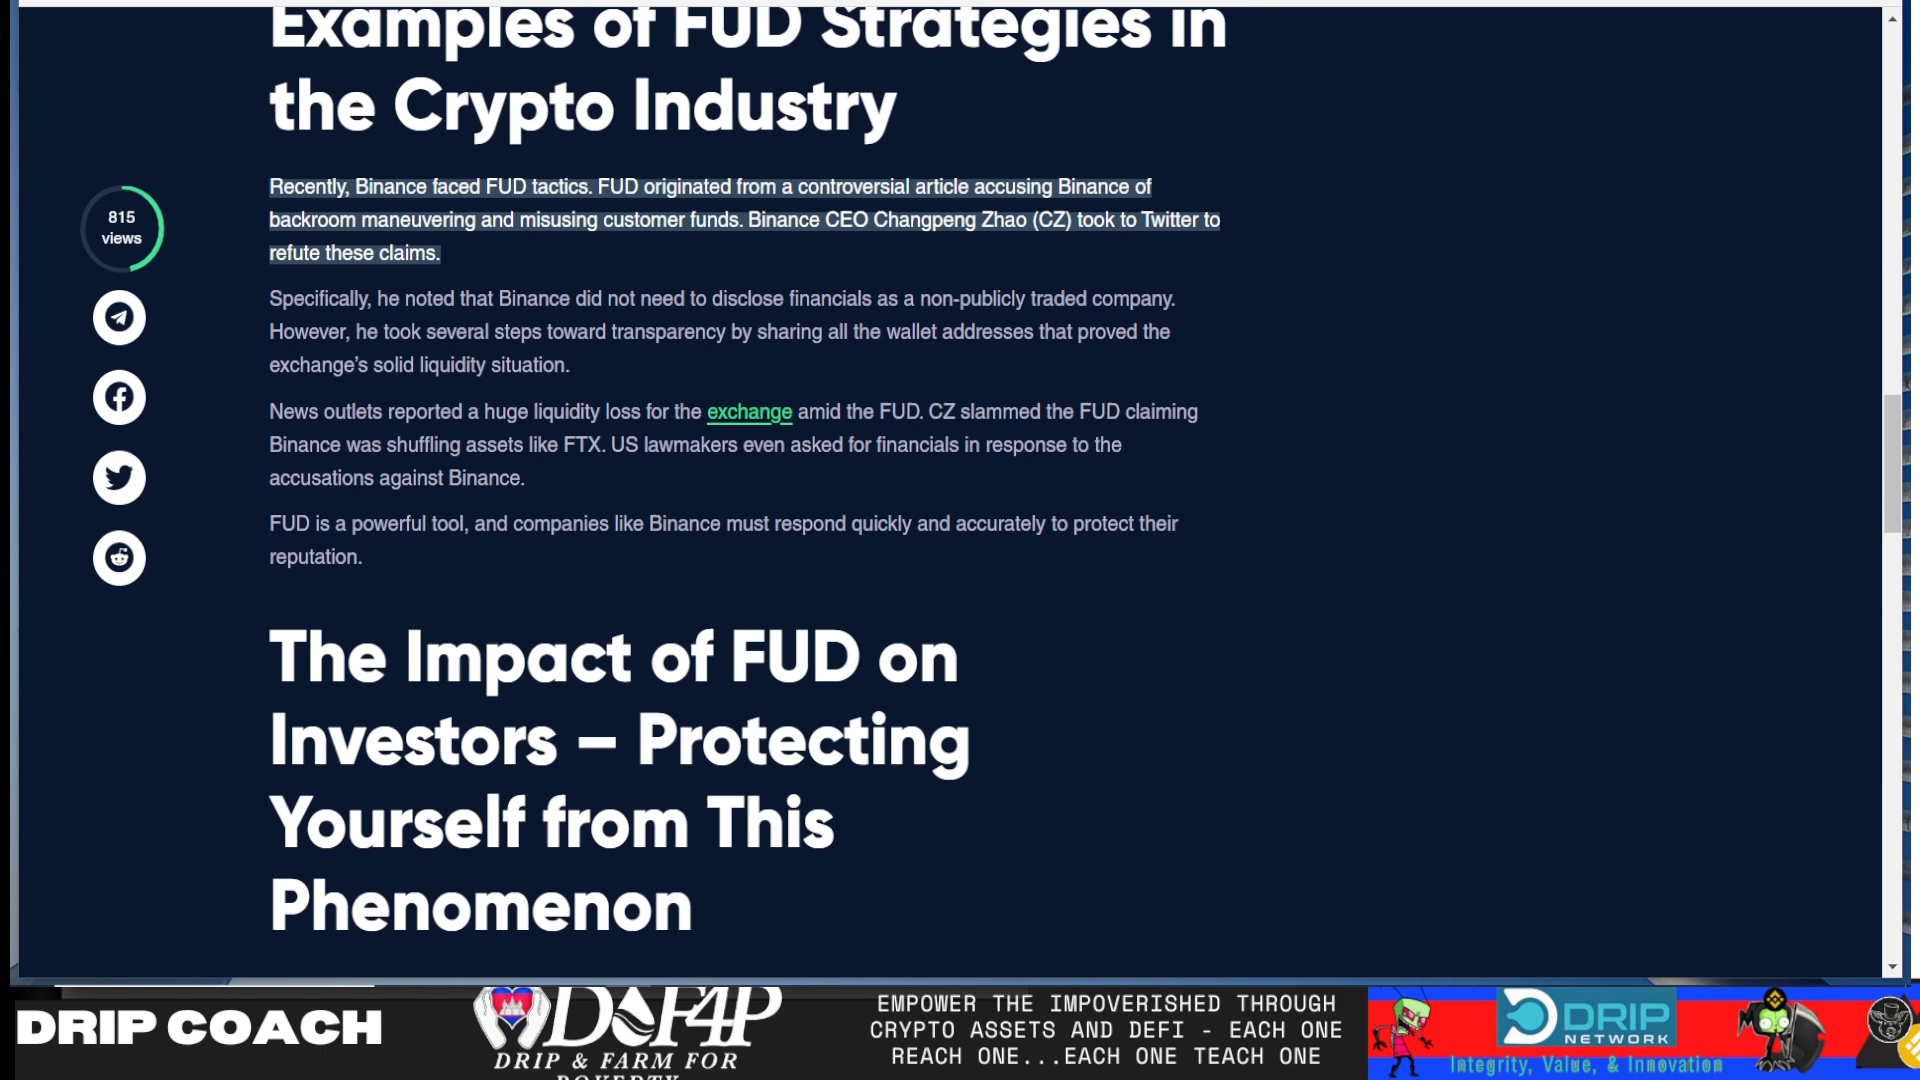 Examples of FUD Strategies in
the Crypto Industry
Recently, Binance faced FUD tactics. FUD originated from a controversial article accusing Binance of
backroom maneuvering and misusing customer funds. Binance CEO Changpeng Zhao (CZ) took to Twitter to
refute these claims.
815
views
Specifically, he noted that Binance did not need to disclose financials as a non-publicly traded company.
However, he took several steps toward transparency by sharing all the wallet addresses that proved the
exchange’s solid liquidity situation.
News outlets reported a huge liquidity loss for the exchange amid the FUD. CZ slammed the FUD claiming
Binance was shuffling assets like FTX. US lawmakers even asked for financials in response to the
accusations against Binance.
FUD is a powerful tool, and companies like Binance must respond quickly and accurately to protect their
reputation.
The Impact of FUD on
Investors – Protecting
Yourself from This
Phenomenon
DRIP COACH
D&F4P
DRIP & FARM FOR
POVERTY
EMPOWER THE IMPOVERISHED THROUGH
CRYPTO ASSETS AND DEFI - EACH ONE
REACH ONE...EACH ONE TEACH ONE
DRIP
NETWORK
Integrity, Value, & Innovation